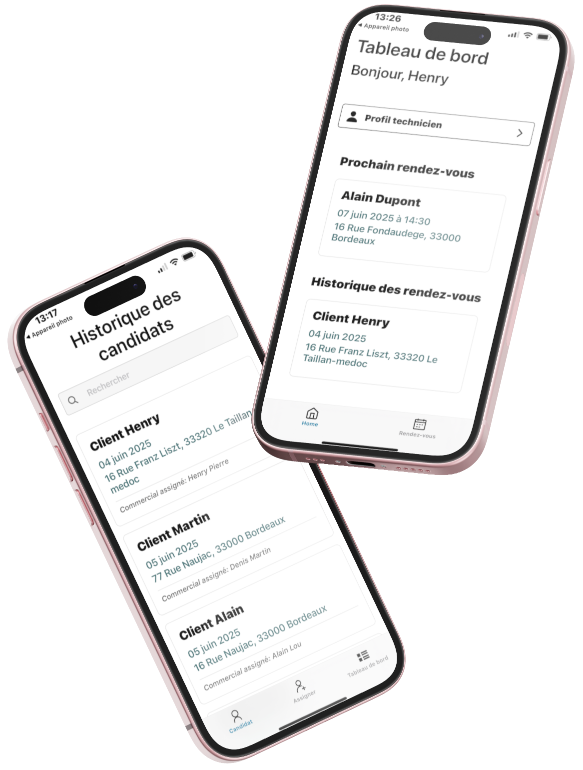 13:26
Appareil photo
Tableau de bord
Bonjour, Henry
Profil technicien
Prochain rendez-vous
Alain Dupont
07 juin 2025 à 14:30
16 Rue Fondaudege, 33000
Bordeaux
Historique des rendez-vous
Client Henry
04 juin 2025
16 Rue Franz Liszt, 33320 Le
Taillan-medoc
Home
Rendez-vous
13:17
Appareil photo
Historique des
candidats
Rechercher
Client Henry
04 juin 2025
16 Rue Franz Liszt, 33320 Le Taillan-
medoc
Commercial assigné: Henry Pierre
Client Martin
05 juin 2025
77 Rue Naujac, 33000 Bordeaux
Commercial assigné: Denis Martin
Client Alain
05 juin 2025
16 Rue Naujac, 33000 Bordeaux
Commercial assigné: Alain Lou
Candidat
Assigner
Tableau de bord